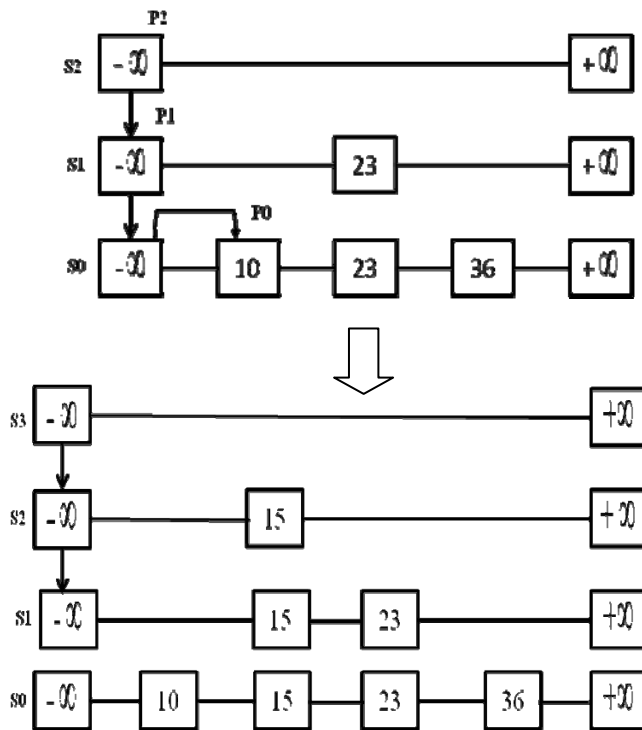 P2
S2 -∞ +∞
P1
S1 -∞ 23 +∞
P0
S0 -∞ 10 23 36 +∞
S3 -∞ +∞
S2 -∞ 15 +∞
S1 -∞ 15 23 +∞
S0 -∞ 10 15 23 36 +∞